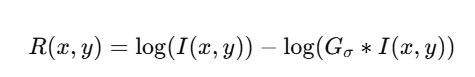 R(x, y) = log(I(x, y)) − log(G_σ ∗ I(x, y))